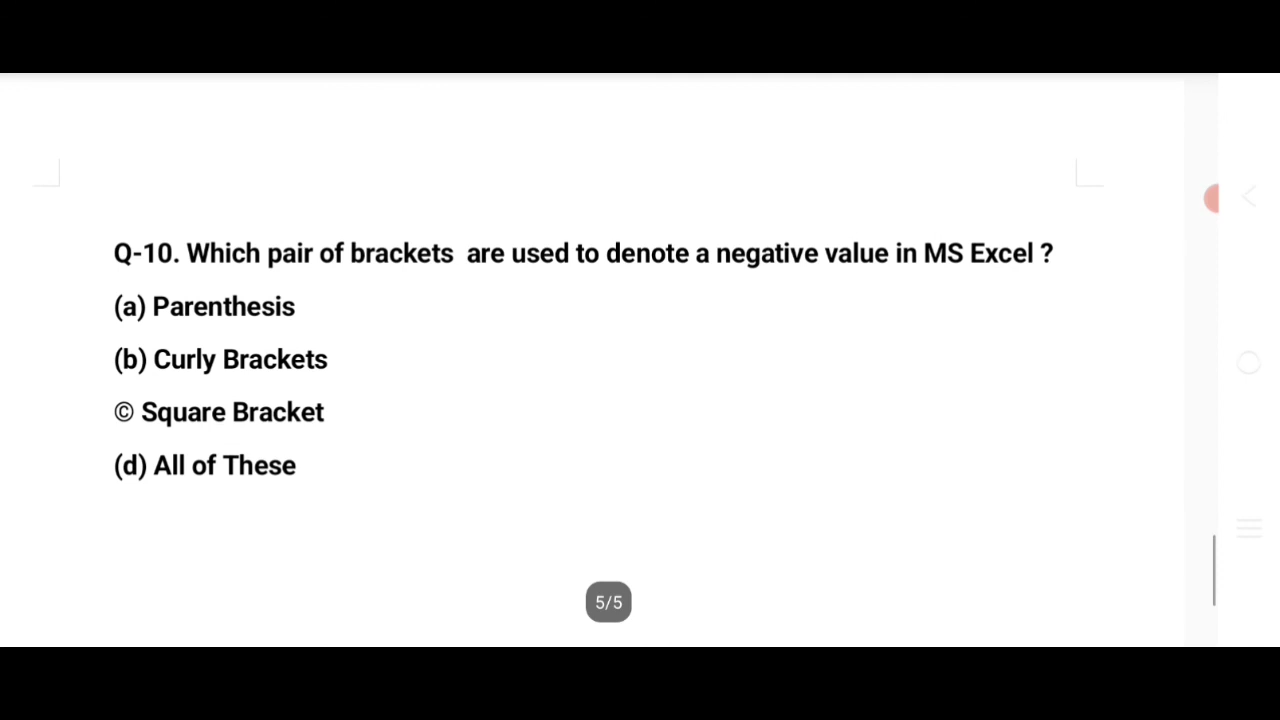 Q-10. Which pair of brackets  are used to denote a negative value in MS Excel ?
(a) Parenthesis
(b) Curly Brackets
© Square Bracket
(d) All of These
5/5